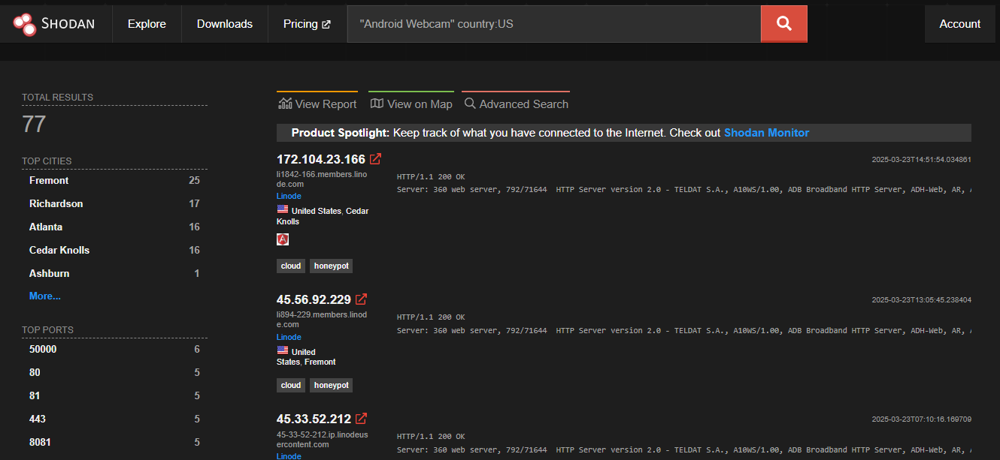 SHODAN Explore Downloads Pricing "Android Webcam" country:US Account
TOTAL RESULTS
77
TOP CITIES
Fremont 25
Richardson 17
Atlanta 16
Cedar Knolls 16
Ashburn 1
More...
TOP PORTS
50000 6
80 5
81 5
443 5
8081 5
View Report View on Map Advanced Search
Product Spotlight: Keep track of what you have connected to the Internet. Check out Shodan Monitor
172.104.23.166 2025-03-23T14:51:54.034861
li1842-166.members.lino
de.com
Linode
United States, Cedar
Knolls
cloud honeypot
HTTP/1.1 200 OK
Server: 360 web server, 792/71644 HTTP Server version 2.0 - TELDAT S.A., A10WS/1.00, ADB Broadband HTTP Server, ADH-Web, AR,
45.56.92.229 2025-03-23T13:05:45.238404
li894-229.members.linod
e.com
Linode
United
States, Fremont
cloud honeypot
HTTP/1.1 200 OK
Server: 360 web server, 792/71644 HTTP Server version 2.0 - TELDAT S.A., A10WS/1.00, ADB Broadband HTTP Server, ADH-Web, AR,
45.33.52.212 2025-03-23T07:10:16.169709
45-33-52-212.ip.linodeus
ercontent.com
Linode
HTTP/1.1 200 OK
Server: 360 web server, 792/71644 HTTP Server version 2.0 - TELDAT S.A., A10WS/1.00, ADB Broadband HTTP Server, ADH-Web, AR,